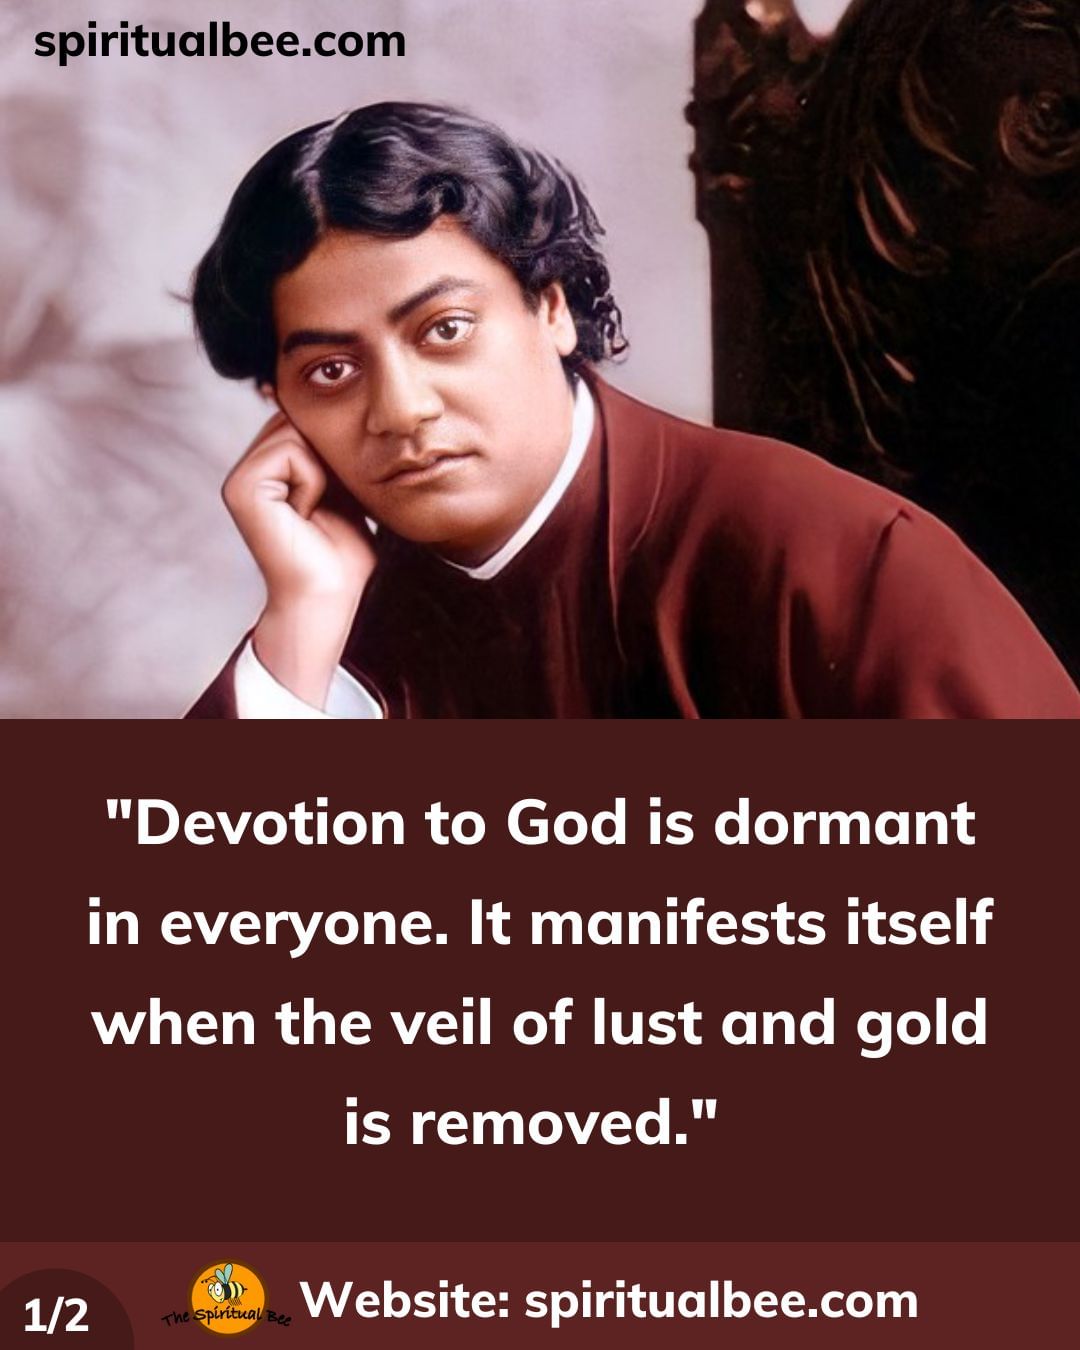 spiritualbee.com
"Devotion to God is dormant
in everyone. It manifests itself
when the veil of lust and gold
is removed."
1/2
The Spiritual Bee
Website: spiritualbee.com